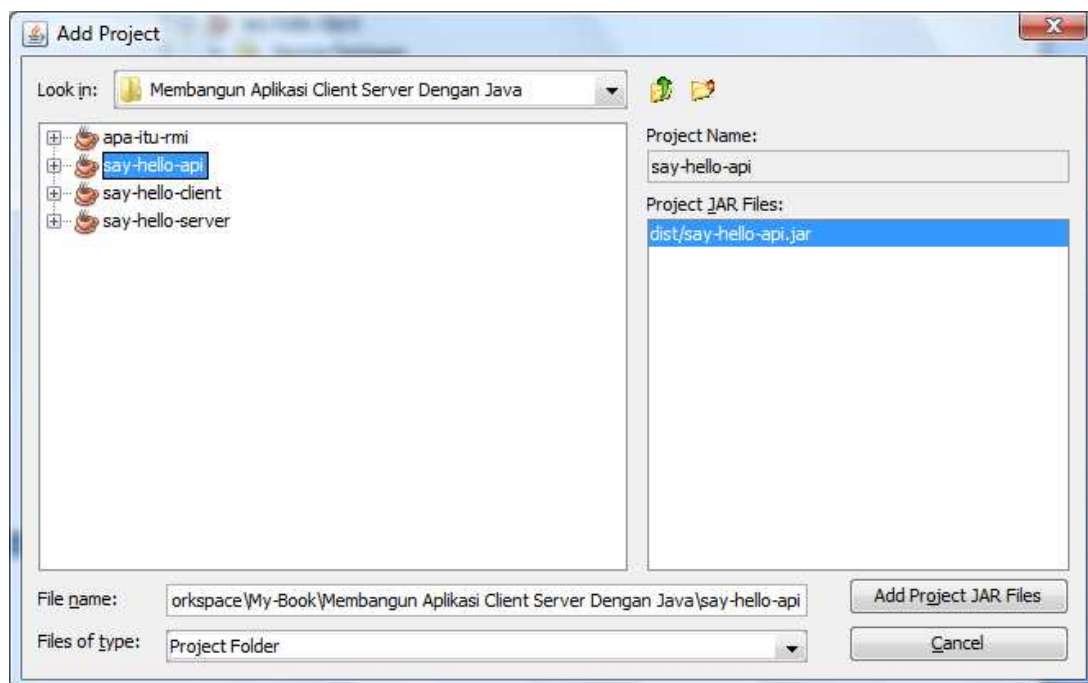 Add Project
Look in:
Membangun Aplikasi Client Server Dengan Java
apa-itu-rmi
say-hello-api
say-hello-client
say-hello-server
Project Name:
say-hello-api
Project JAR Files:
dist/say-hello-api.jar
File name:
orkspace\My-Book\Membangun Aplikasi Client Server Dengan Java\say-hello-api
Add Project JAR Files
Files of type:
Project Folder
Cancel